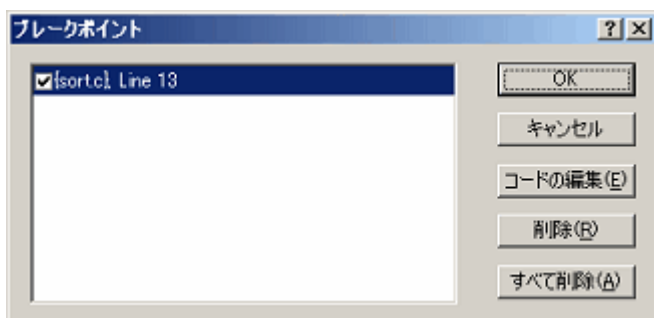 ブレークポイント
{sort.c}, Line 13
OK
キャンセル
コードの編集(E)
削除(R)
すべて削除(A)